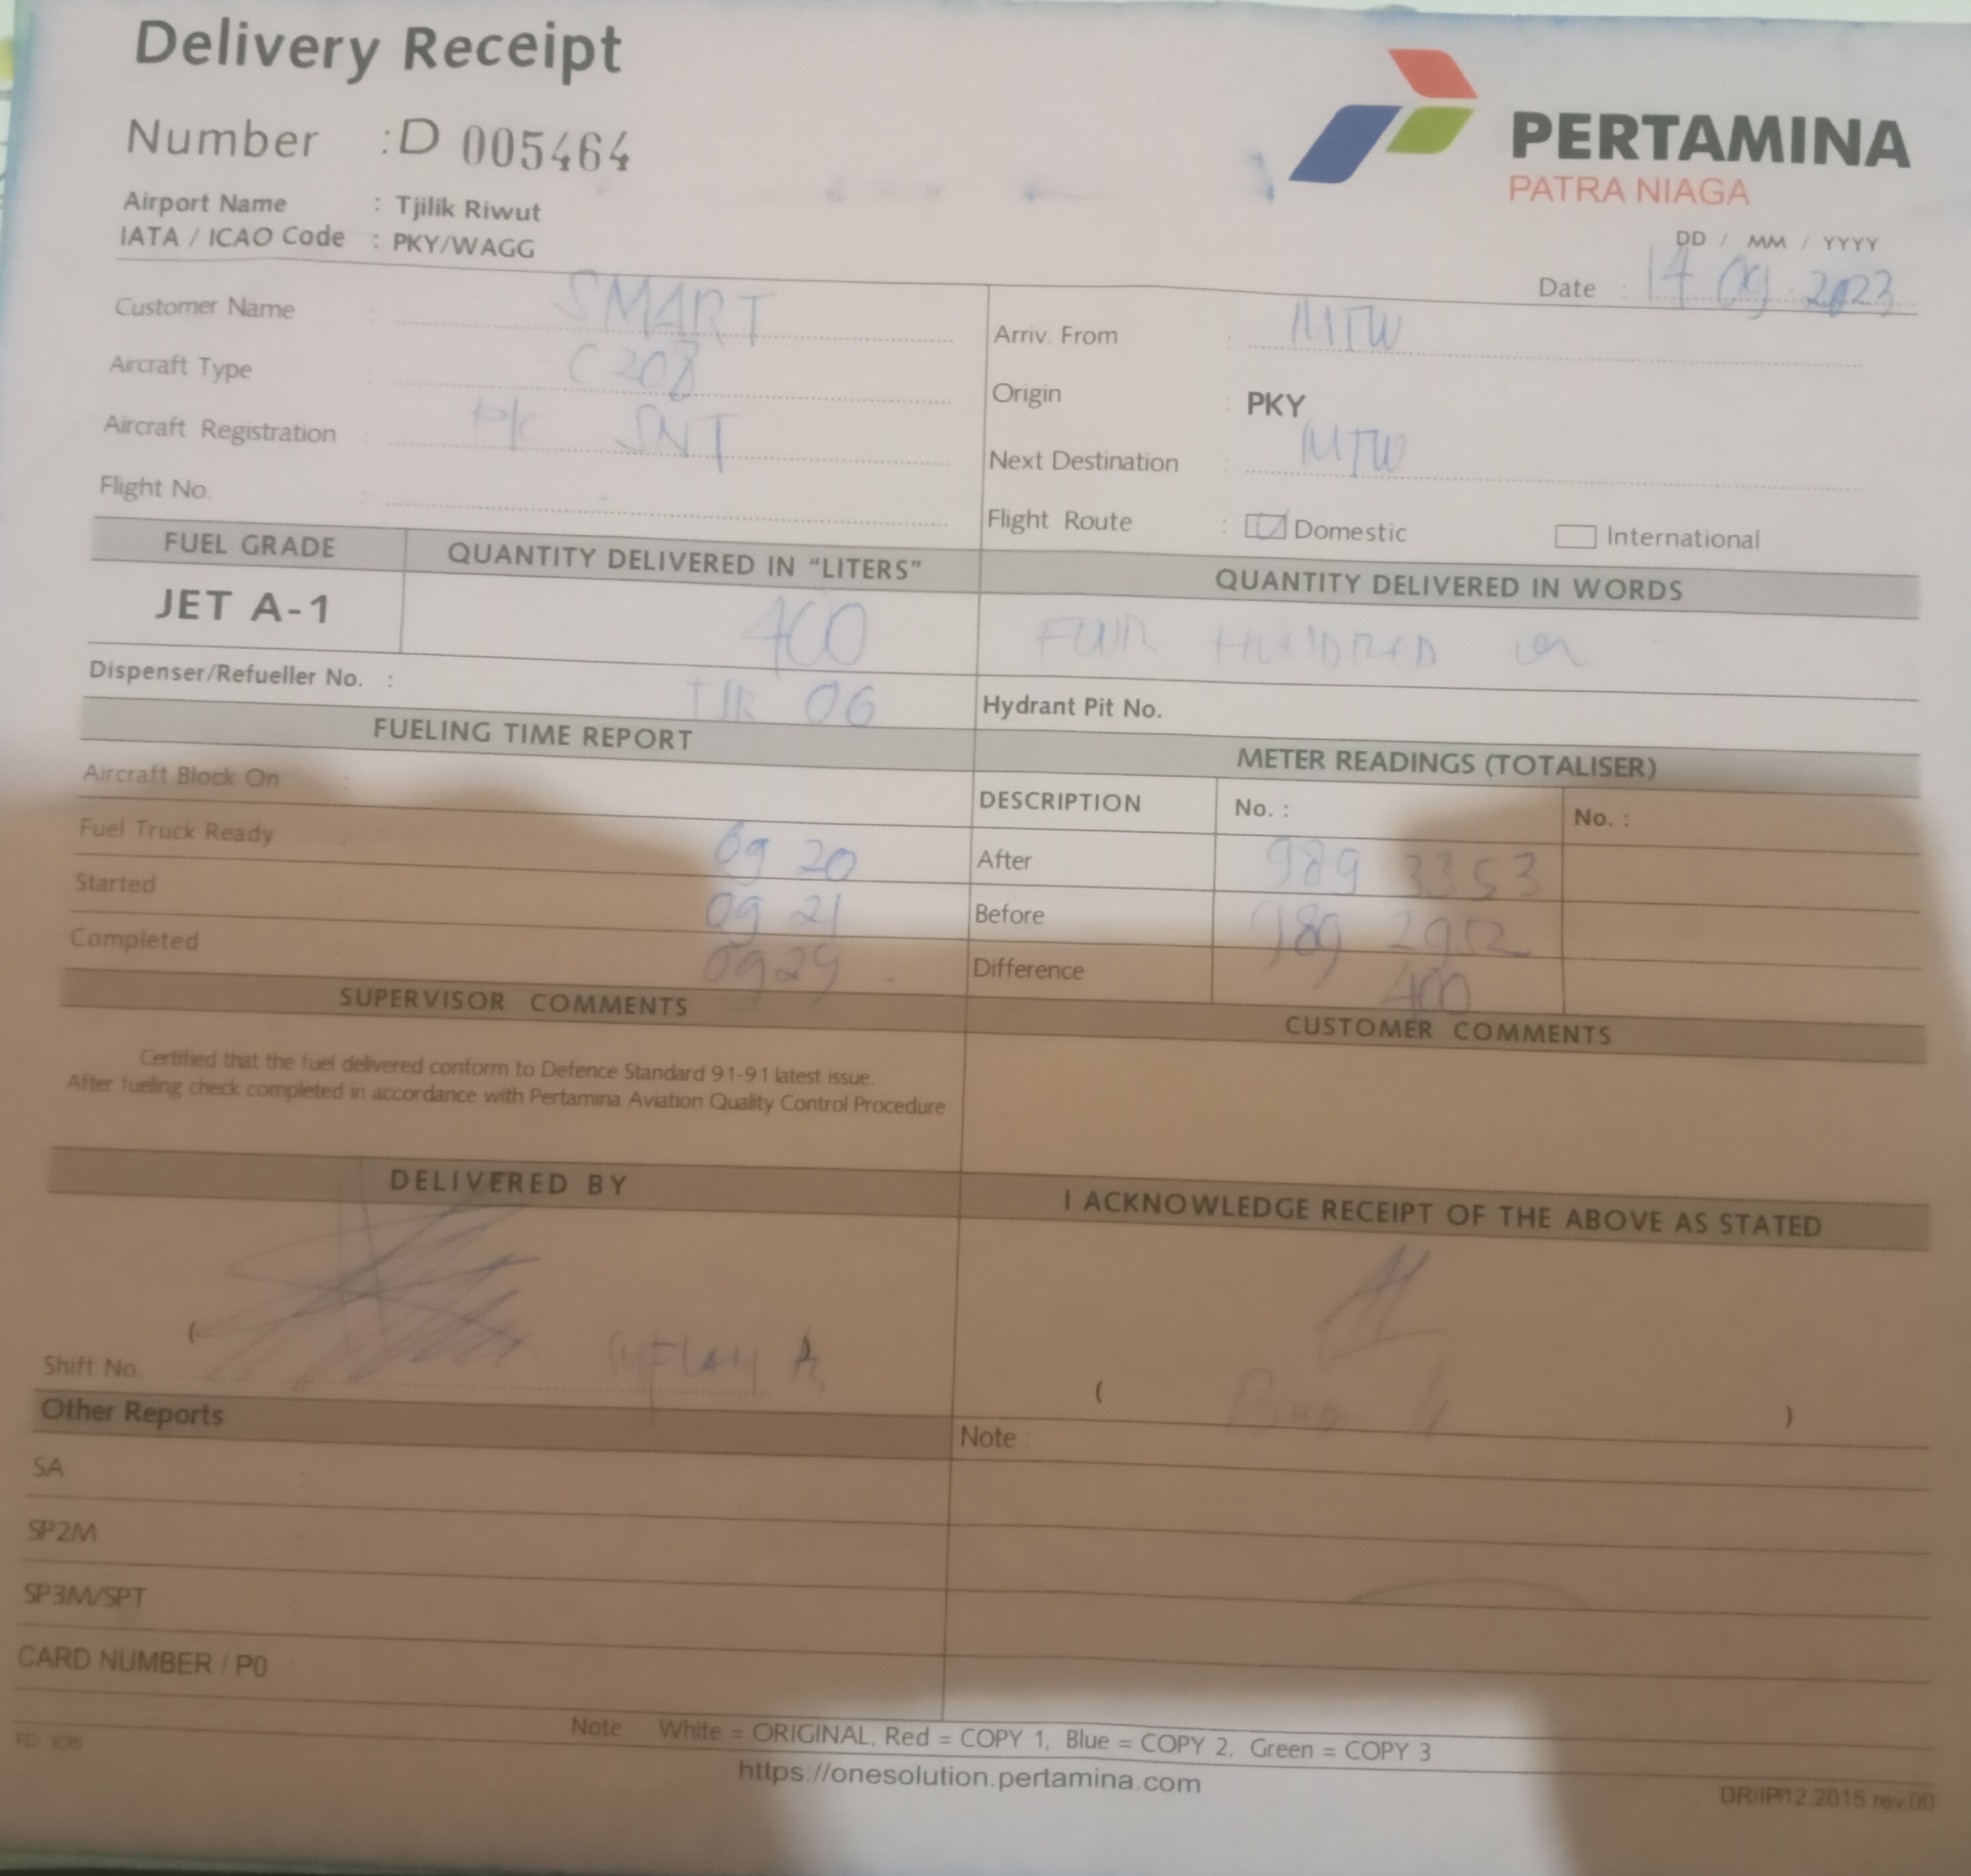 Delivery Receipt
Number : D 005464
PERTAMINA
PATRA NIAGA
Airport Name : Tjilik Riwut
IATA / ICAO Code : PKY/WAGG
DD / MM / YYYY
Date : 14 09 2023
Customer Name : SMART
Aircraft Type : C 208
Aircraft Registration : PK SNT
Flight No. :
Arriv. From : MTW
Origin : PKY
Next Destination : MTW
Flight Route : Domestic International
FUEL GRADE QUANTITY DELIVERED IN "LITERS" QUANTITY DELIVERED IN WORDS
JET A-1 400 HUNDRED
Dispenser/Refueller No. : TJR 06 Hydrant Pit No.
FUELING TIME REPORT METER READINGS (TOTALISER)
Aircraft Block On : DESCRIPTION No. : No. :
Fuel Truck Ready 09 20 After 989 3353
Started 09 21 Before 989 2952
Completed 0929 Difference 400
SUPERVISOR COMMENTS CUSTOMER COMMENTS
Certified that the fuel delivered conform to Defence Standard 91-91 latest issue.
After fueling check completed in accordance with Pertamina Aviation Quality Control Procedure
DELIVERED BY I ACKNOWLEDGE RECEIPT OF THE ABOVE AS STATED
(
Shift No.
( )
Other Reports Note :
SA :
SP2M :
SP3M/SPT :
CARD NUMBER / P0
Note : White = ORIGINAL, Red = COPY 1, Blue = COPY 2, Green = COPY 3
https://onesolution.pertamina.com
DR/IP/12.2015 rev.00